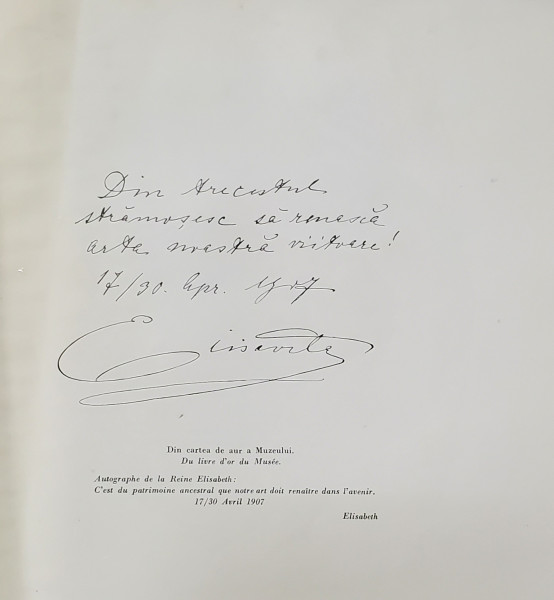 Din trecutul
strămoșesc să renască
arta noastră viitoare!
17/30. Apr. 1907
Elisaveta
Din cartea de aur a Muzeului.
Du livre d'or du Musée.
Autographe de la Reine Elisabeth:
C'est du patrimoine ancestral que notre art doit renaître dans l'avenir.
17/30 Avril 1907
Elisabeth